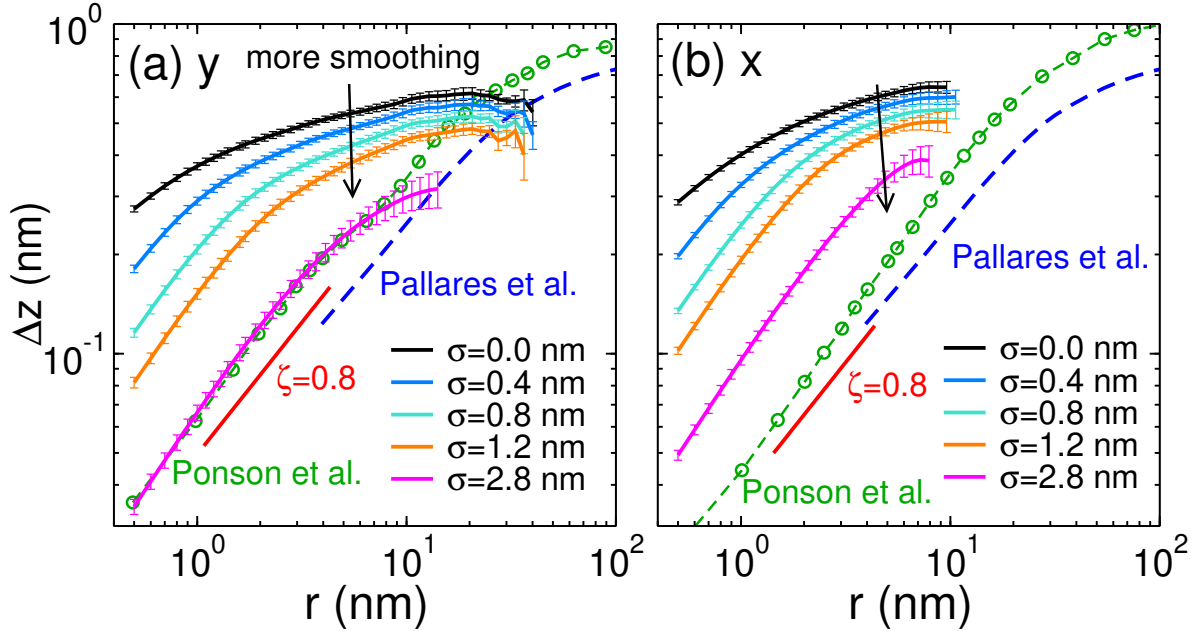 (a) y
more smoothing
Pallares et al.
ζ=0.8
Ponson et al.
σ=0.0 nm
σ=0.4 nm
σ=0.8 nm
σ=1.2 nm
σ=2.8 nm
10^0
10^-1
Δz (nm)
10^0 10^1 10^2
r (nm)
(b) x
Pallares et al.
ζ=0.8
Ponson et al.
σ=0.0 nm
σ=0.4 nm
σ=0.8 nm
σ=1.2 nm
σ=2.8 nm
10^0 10^1 10^2
r (nm)